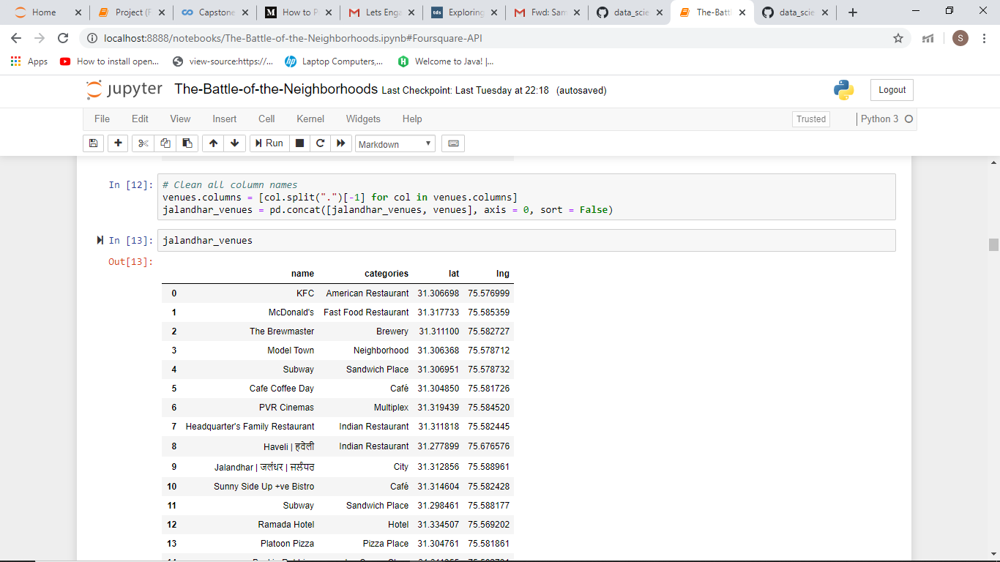 Home
Project (F
Capstone
How to P
Lets Enga
Exploring
Fwd: Sam
data_scie
The-Battl
data_scie
localhost:8888/notebooks/The-Battle-of-the-Neighborhoods.ipynb#Foursquare-API
S
Apps
How to install open...
view-source:https://...
Laptop Computers,...
Welcome to Java! |...
jupyter The-Battle-of-the-Neighborhoods Last Checkpoint: Last Tuesday at 22:18 (autosaved)
Logout
File Edit View Insert Cell Kernel Widgets Help
Trusted
Python 3
Run
Markdown
In [12]: # Clean all column names
venues.columns = [col.split(".")[-1] for col in venues.columns]
jalandhar_venues = pd.concat([jalandhar_venues, venues], axis = 0, sort = False)
In [13]: jalandhar_venues
Out[13]:
name categories lat lng
0 KFC American Restaurant 31.306698 75.576999
1 McDonald's Fast Food Restaurant 31.317733 75.585359
2 The Brewmaster Brewery 31.311100 75.582727
3 Model Town Neighborhood 31.306368 75.578712
4 Subway Sandwich Place 31.306951 75.578732
5 Cafe Coffee Day Café 31.304850 75.581726
6 PVR Cinemas Multiplex 31.319439 75.584520
7 Headquarter's Family Restaurant Indian Restaurant 31.311818 75.582445
8 Haveli | हवेली Indian Restaurant 31.277899 75.676576
9 Jalandhar | जलंधर | ਜਲੰਧਰ City 31.312856 75.588961
10 Sunny Side Up +ve Bistro Café 31.314604 75.582428
11 Subway Sandwich Place 31.298461 75.588177
12 Ramada Hotel Hotel 31.334507 75.569202
13 Platoon Pizza Pizza Place 31.304761 75.581861